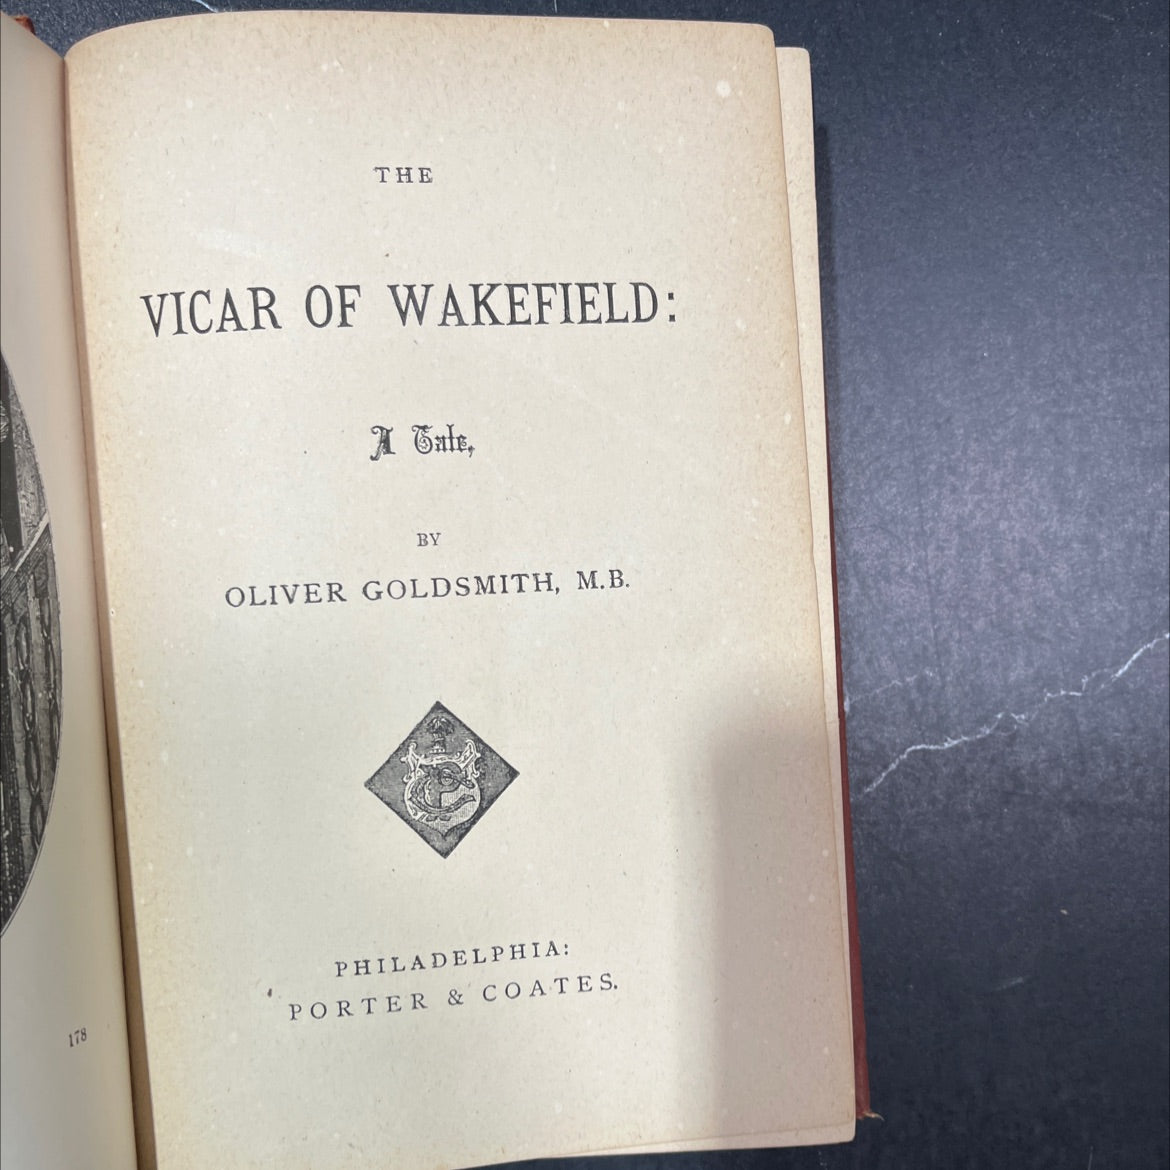 178
THE
VICAR OF WAKEFIELD:
A Tale,
BY
OLIVER GOLDSMITH, M.B.
PHILADELPHIA:
PORTER & COATES.